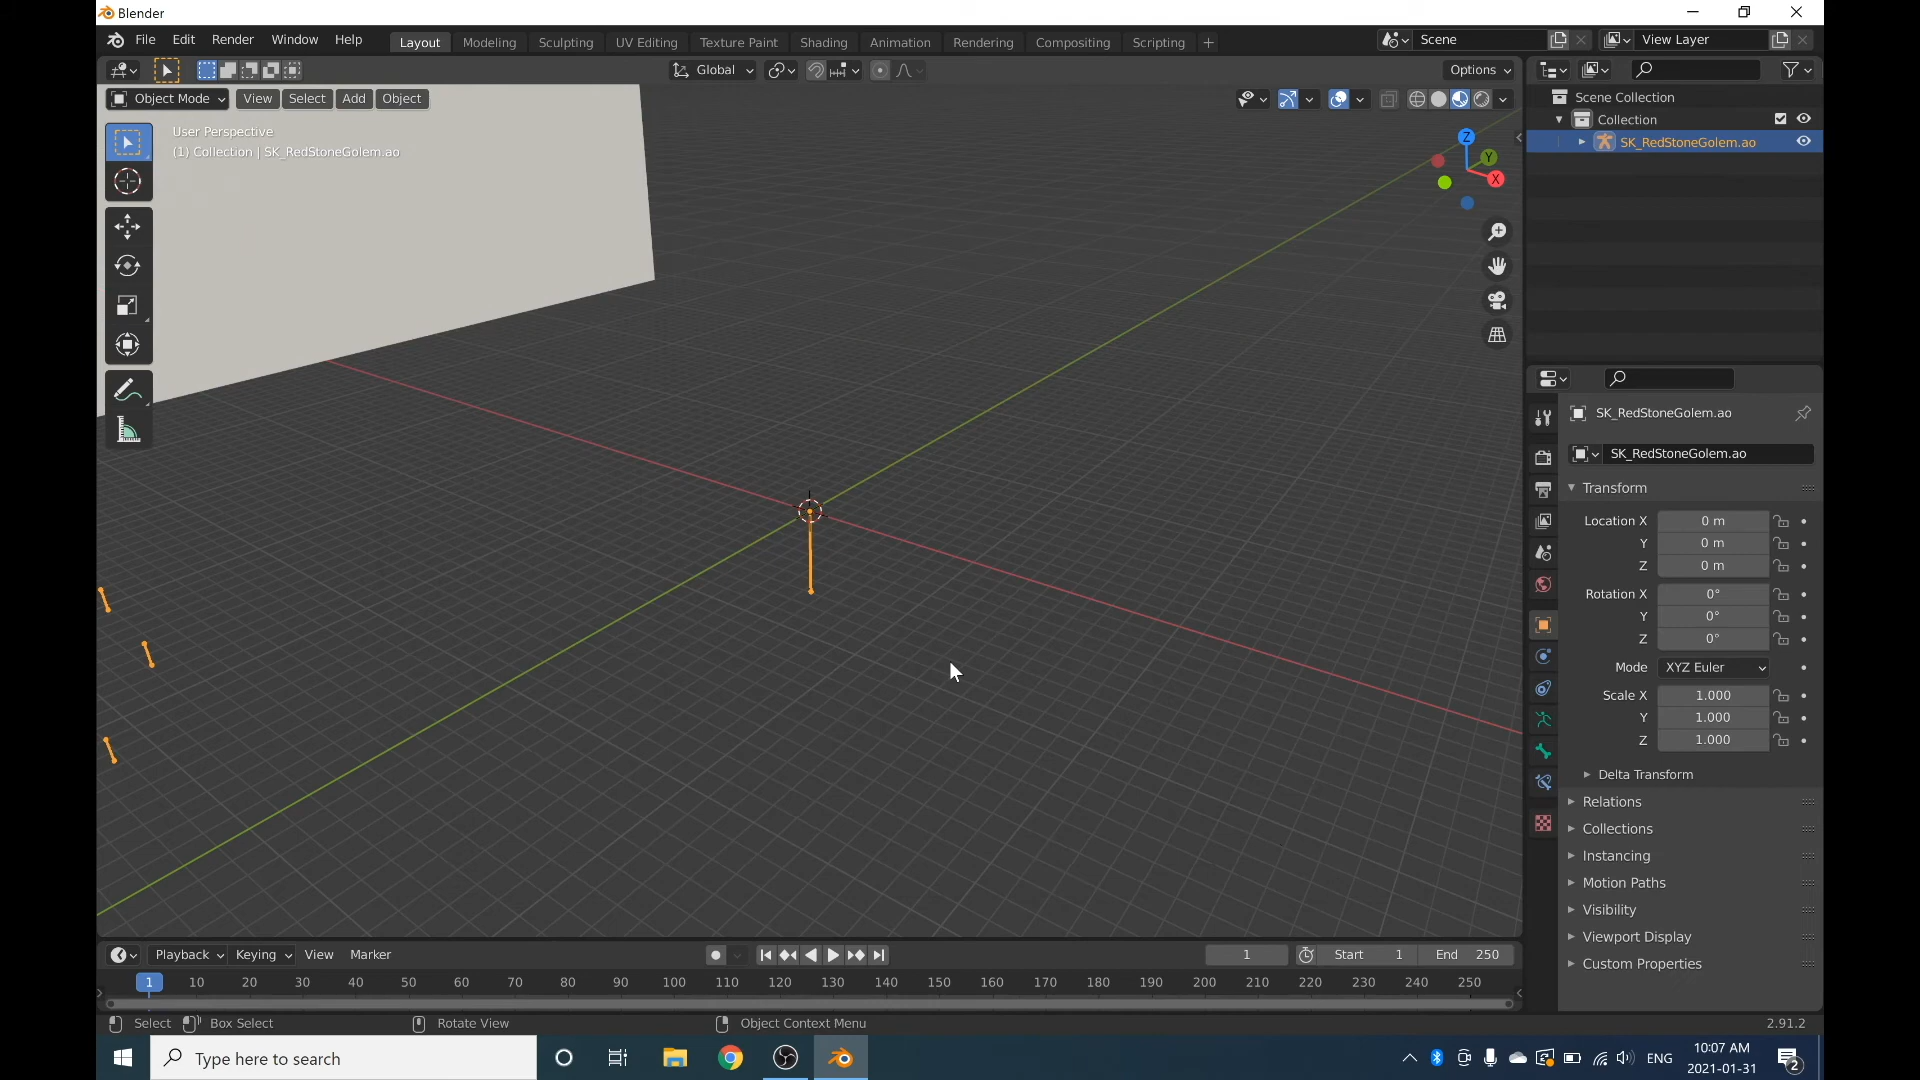 Blender
File Edit Render Window Help Layout Modeling Sculpting UV Editing Texture Paint Shading Animation Rendering Compositing Scripting + Scene View Layer
Global Options
Object Mode View Select Add Object
User Perspective
(1) Collection | SK_RedStoneGolem.ao
Z
Y
X
Scene Collection
Collection
SK_RedStoneGolem.ao
SK_RedStoneGolem.ao
SK_RedStoneGolem.ao
Transform
Location X 0 m
Y 0 m
Z 0 m
Rotation X 0°
Y 0°
Z 0°
Mode XYZ Euler
Scale X 1.000
Y 1.000
Z 1.000
Delta Transform
Relations
Collections
Instancing
Motion Paths
Visibility
Viewport Display
Custom Properties
Playback Keying View Marker 1 Start 1 End 250
1 10 20 30 40 50 60 70 80 90 100 110 120 130 140 150 160 170 180 190 200 210 220 230 240 250
Select Box Select Rotate View Object Context Menu 2.91.2
Type here to search ENG 10:07 AM
2021-01-31
2